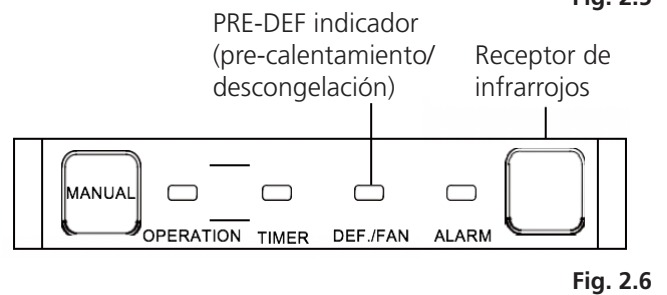 Fig. 2.5
PRE-DEF indicador
(pre-calentamiento/
descongelación)
Receptor de
infrarrojos
MANUAL
OPERATION TIMER DEF./FAN ALARM
Fig. 2.6